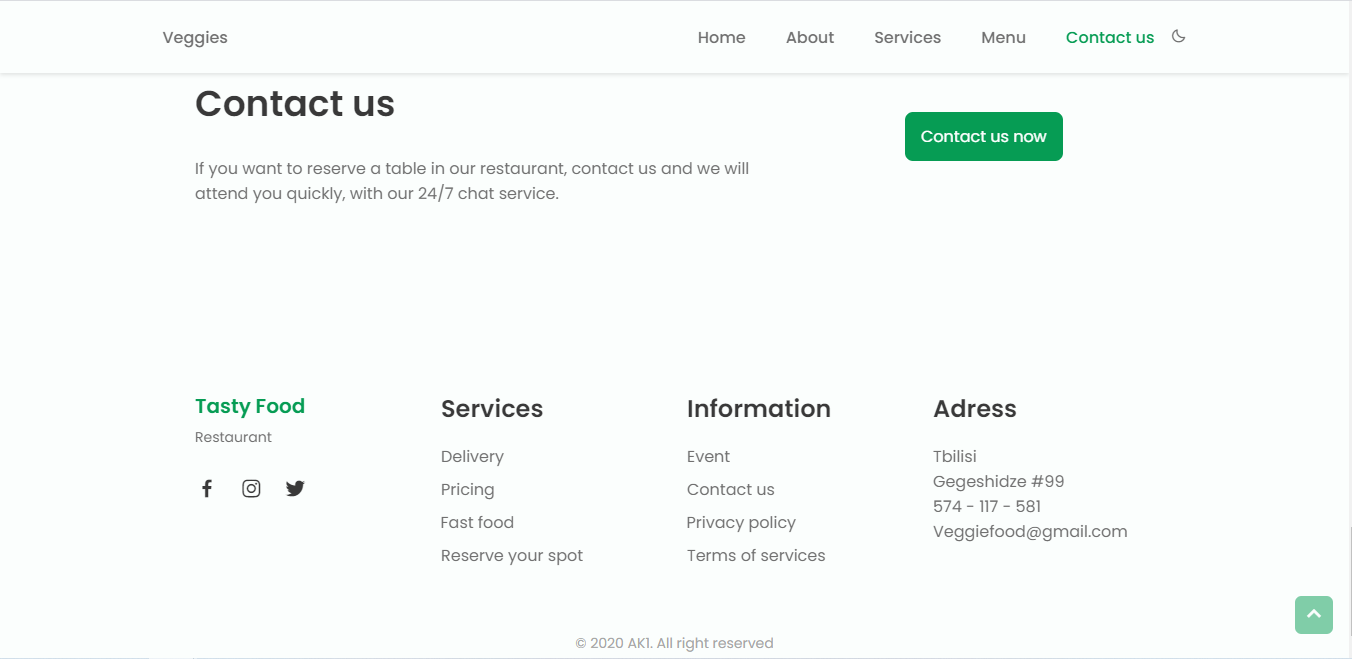 Veggies
Home About Services Menu Contact us
Contact us
Contact us now
If you want to reserve a table in our restaurant, contact us and we will
attend you quickly, with our 24/7 chat service.
Tasty Food
Restaurant
Services
Delivery
Pricing
Fast food
Reserve your spot
Information
Event
Contact us
Privacy policy
Terms of services
Adress
Tbilisi
Gegeshidze #99
574 - 117 - 581
Veggiefood@gmail.com
© 2020 AK1. All right reserved